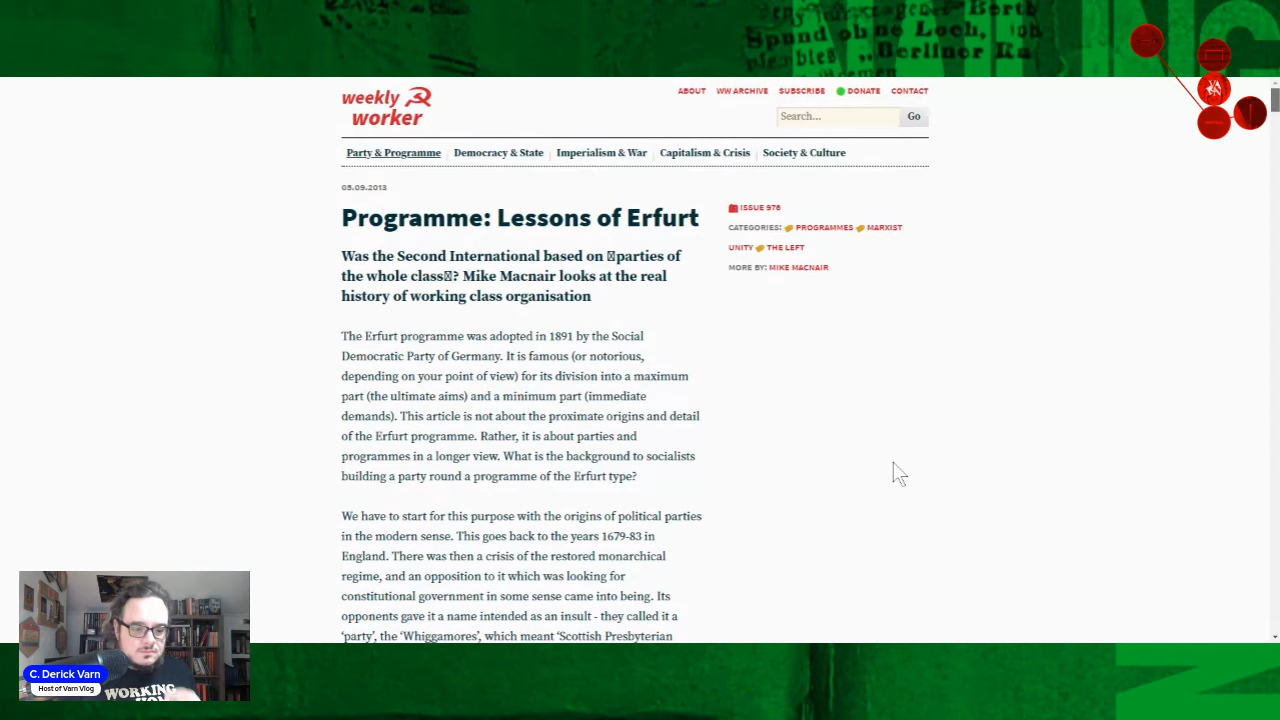 Berth
Spund ohne Loch,
Berliner
weekly
worker
ABOUT WW ARCHIVE SUBSCRIBE DONATE CONTACT
Search... Go
Party & Programme Democracy & State Imperialism & War Capitalism & Crisis Society & Culture
05.09.2013
Programme: Lessons of Erfurt
Was the Second International based on parties of
the whole class? Mike Macnair looks at the real
history of working class organisation
The Erfurt programme was adopted in 1891 by the Social
Democratic Party of Germany. It is famous (or notorious,
depending on your point of view) for its division into a maximum
part (the ultimate aims) and a minimum part (immediate
demands). This article is not about the proximate origins and detail
of the Erfurt programme. Rather, it is about parties and
programmes in a longer view. What is the background to socialists
building a party round a programme of the Erfurt type?
We have to start for this purpose with the origins of political parties
in the modern sense. This goes back to the years 1679-83 in
England. There was then a crisis of the restored monarchical
regime, and an opposition to it which was looking for
constitutional government in some sense came into being. Its
opponents gave it a name intended as an insult - they called it a
‘party’, the ‘Whiggamores’, which meant ‘Scottish Presbyterian
ISSUE 976
CATEGORIES: PROGRAMMES MARXIST
UNITY THE LEFT
MORE BY: MIKE MACNAIR
WORKING
C. Derick Varn
Host of Varn Vlog